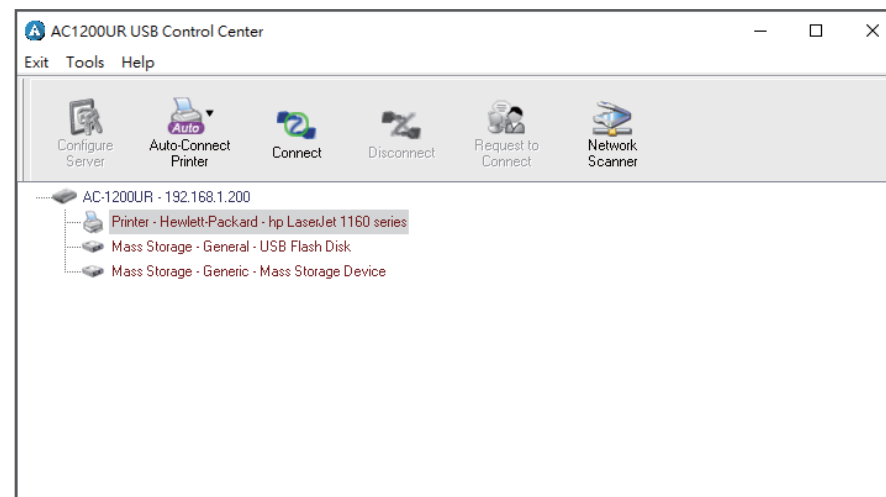 AC1200UR USB Control Center
Exit Tools Help
Auto
Configure
Server
Auto-Connect
Printer
Connect
Disconnect
Request to
Connect
Network
Scanner
AC-1200UR - 192.168.1.200
Printer - Hewlett-Packard - hp LaserJet 1160 series
Mass Storage - General - USB Flash Disk
Mass Storage - Generic - Mass Storage Device